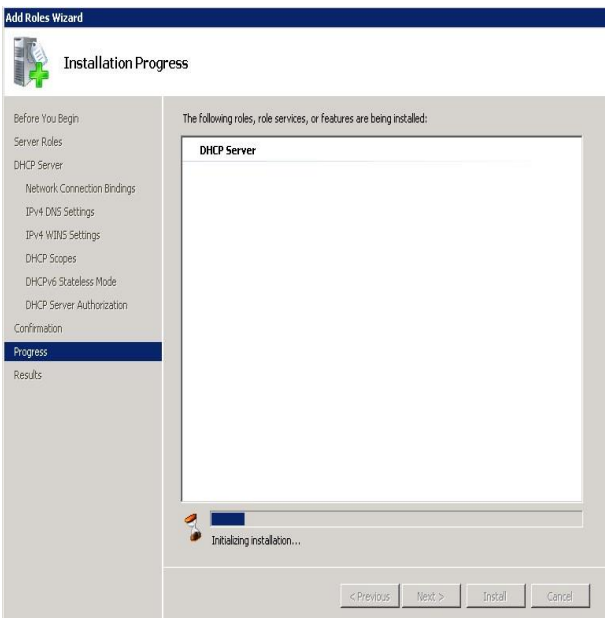 Add Roles Wizard
Installation Progress
Before You Begin
Server Roles
DHCP Server
Network Connection Bindings
IPv4 DNS Settings
IPv4 WINS Settings
DHCP Scopes
DHCPv6 Stateless Mode
DHCP Server Authorization
Confirmation
Progress
Results
The following roles, role services, or features are being installed:
DHCP Server
Initializing installation...
< Previous
Next >
Install
Cancel